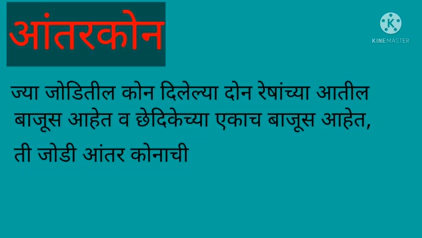 आंतरकोन
KINEMASTER
ज्या जोडितील कोन दिलेल्या दोन रेषांच्या आतील
बाजूस आहेत व छेदिकेच्या एकाच बाजूस आहेत,
ती जोडी आंतर कोनाची